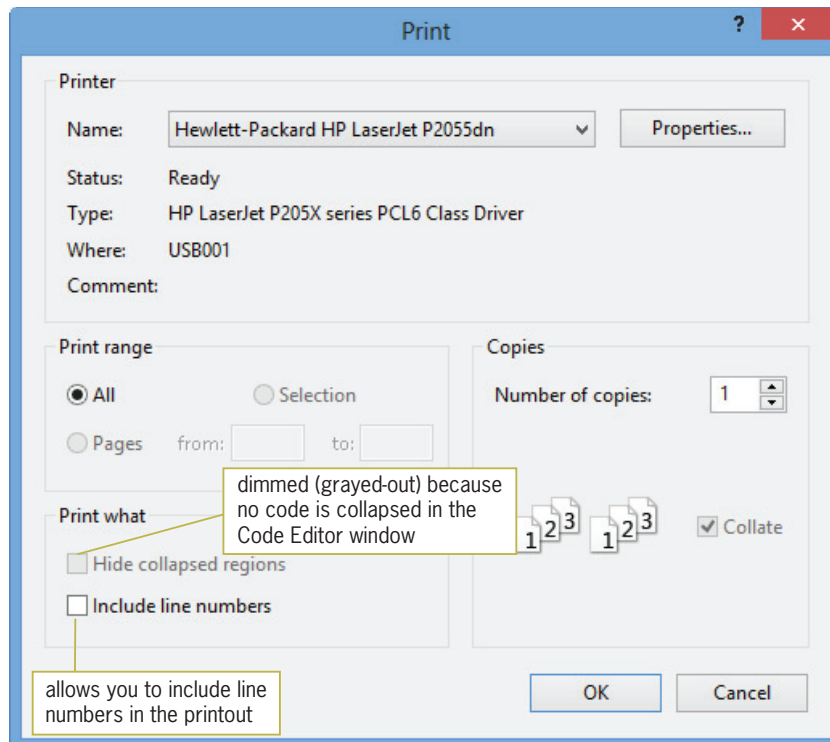 Print
?
×
Printer
Name:
Hewlett-Packard HP LaserJet P2055dn
Properties...
Status:
Ready
Type:
HP LaserJet P205X series PCL6 Class Driver
Where:
USB001
Comment:
Print range
All
Selection
Pages
from:
to:
Copies
Number of copies:
1
1 2 3
1 2 3
Collate
Print what
dimmed (grayed-out) because
no code is collapsed in the
Code Editor window
Hide collapsed regions
Include line numbers
allows you to include line
numbers in the printout
OK
Cancel